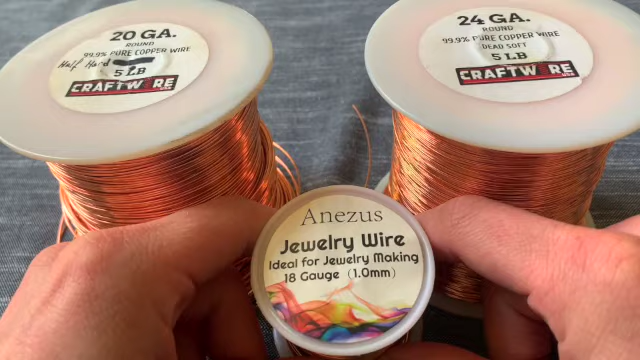 20 GA.
ROUND
99.9% PURE COPPER WIRE
Half Hard
5 LB
CRAFTWIRE
24 GA.
ROUND
99.9% PURE COPPER WIRE
DEAD SOFT
5 LB
CRAFTWIRE USA
Anezus
Jewelry Wire
Ideal for Jewelry Making
18 Gauge (1.0mm)